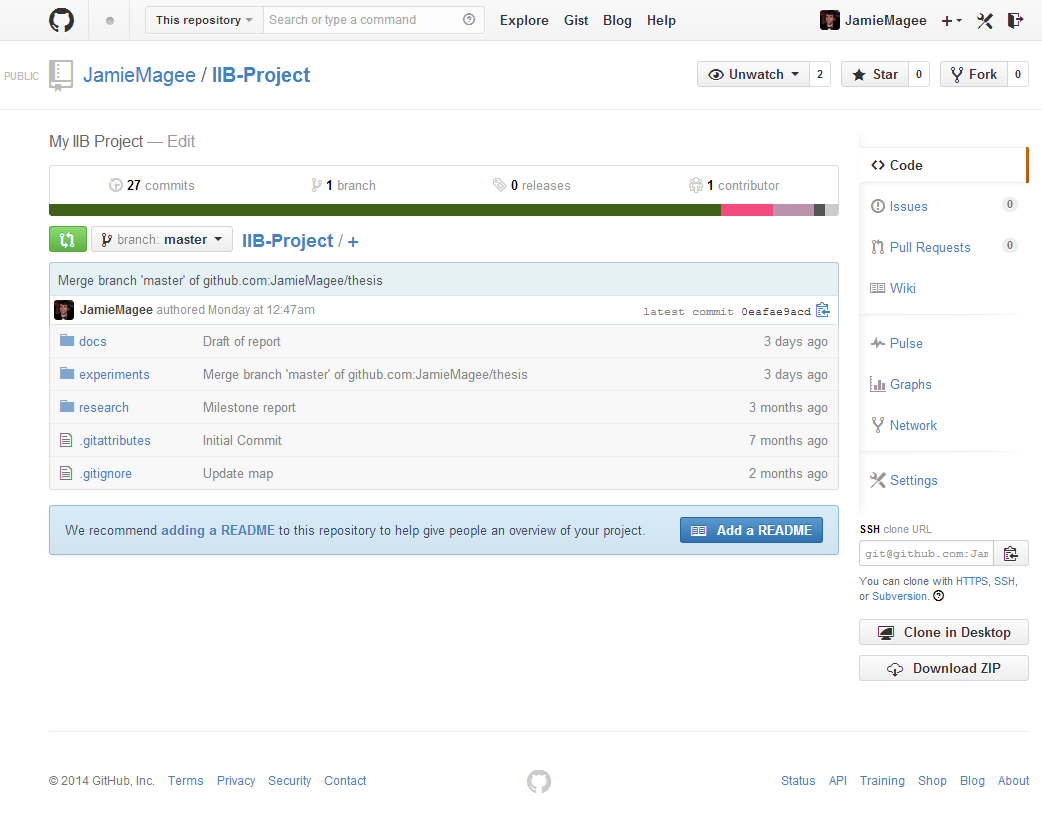 This repository Search or type a command Explore Gist Blog Help JamieMagee
PUBLIC JamieMagee / IIB-Project Unwatch 2 Star 0 Fork 0
My IIB Project — Edit
27 commits 1 branch 0 releases 1 contributor
branch: master IIB-Project / +
Merge branch 'master' of github.com:JamieMagee/thesis
JamieMagee authored Monday at 12:47am latest commit 0eafae9acd
docs Draft of report 3 days ago
experiments Merge branch 'master' of github.com:JamieMagee/thesis 3 days ago
research Milestone report 3 months ago
.gitattributes Initial Commit 7 months ago
.gitignore Update map 2 months ago
We recommend adding a README to this repository to help give people an overview of your project. Add a README
Code
Issues 0
Pull Requests 0
Wiki
Pulse
Graphs
Network
Settings
SSH clone URL
git@github.com:Jam
You can clone with HTTPS, SSH,
or Subversion.
Clone in Desktop
Download ZIP
© 2014 GitHub, Inc. Terms Privacy Security Contact Status API Training Shop Blog About